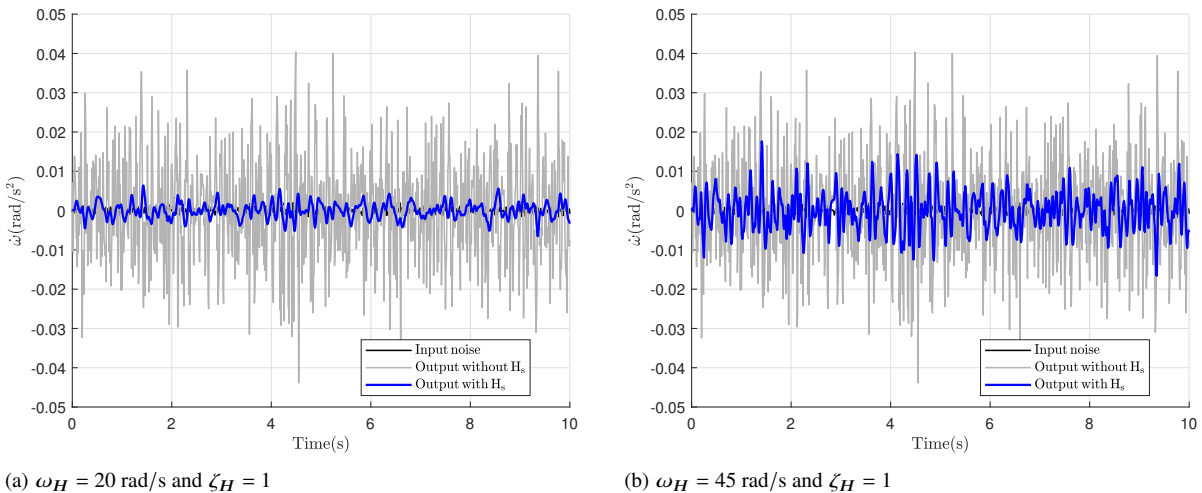 0.05
0.04
0.03
0.02
0.01
0
-0.01
-0.02
-0.03
-0.04
-0.05
ω̇(rad/s²)
Input noise
Output without Hₛ
Output with Hₛ
0 2 4 6 8 10
Time(s)
(a) ω_H = 20 rad/s and ζ_H = 1
0.05
0.04
0.03
0.02
0.01
0
-0.01
-0.02
-0.03
-0.04
-0.05
ω̇(rad/s²)
Input noise
Output without Hₛ
Output with Hₛ
0 2 4 6 8 10
Time(s)
(b) ω_H = 45 rad/s and ζ_H = 1